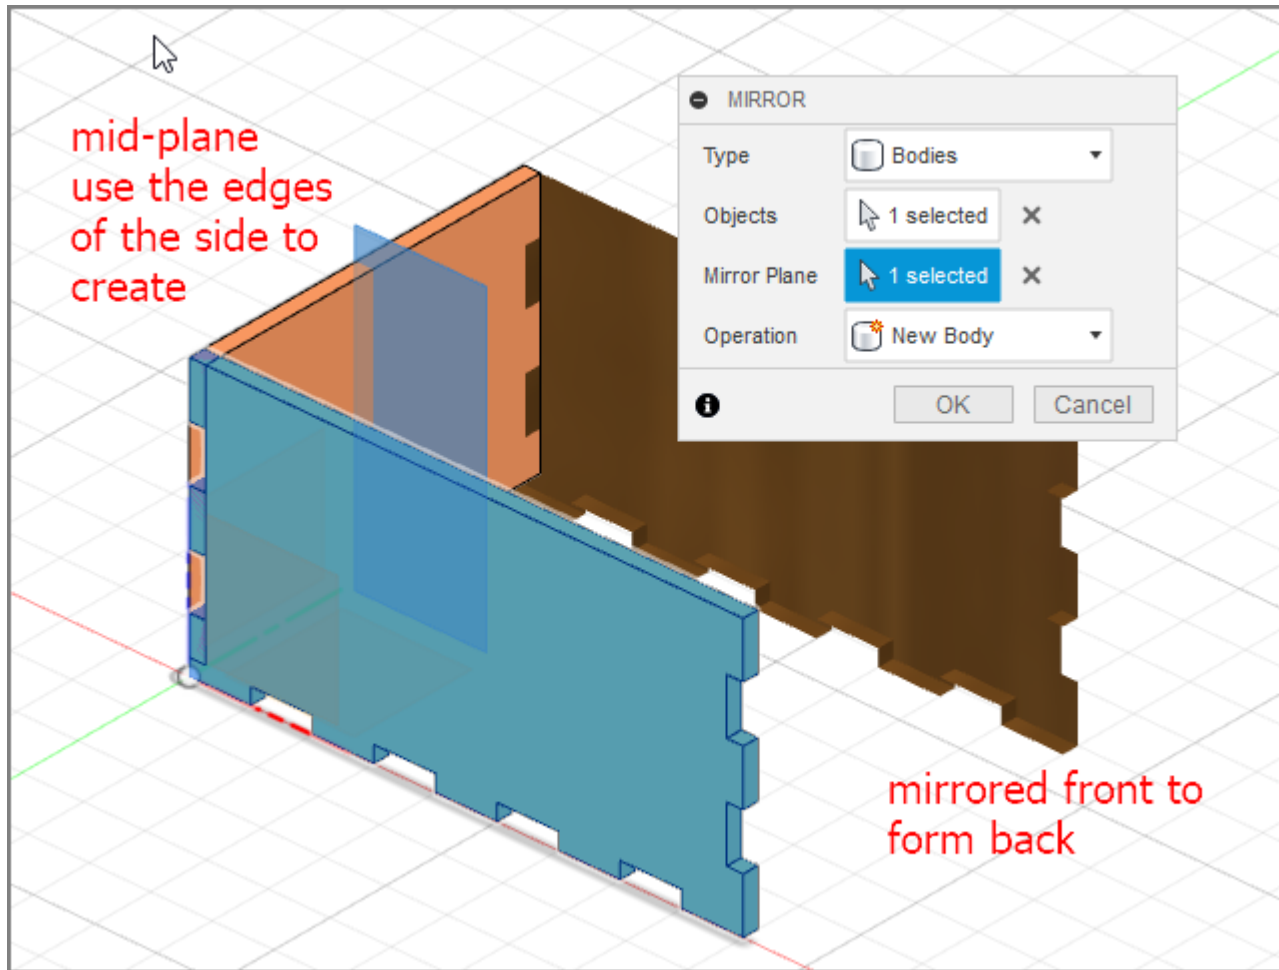 mid-plane
use the edges
of the side to
create
MIRROR
Type Bodies
Objects 1 selected
Mirror Plane 1 selected
Operation New Body
OK Cancel
mirrored front to
form back